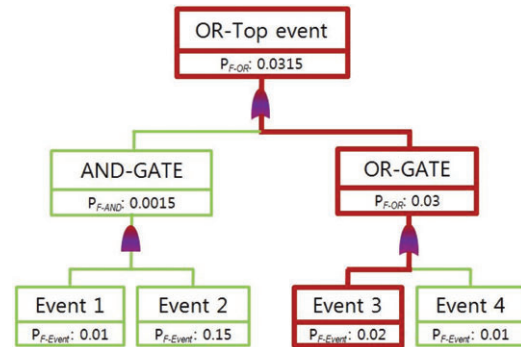 OR-Top event
PF-OR: 0.0315
AND-GATE
PF-AND: 0.0015
OR-GATE
PF-OR: 0.03
Event 1
PF-Event: 0.01
Event 2
PF-Event: 0.15
Event 3
PF-Event: 0.02
Event 4
PF-Event: 0.01